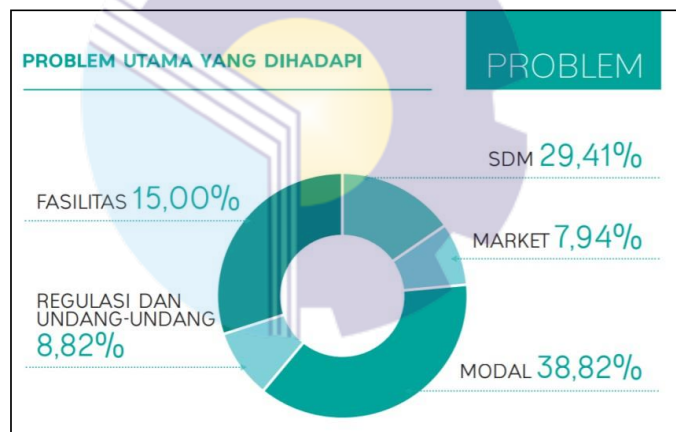 PROBLEM UTAMA YANG DIHADAPI
PROBLEM
SDM 29,41%
FASILITAS 15,00%
MARKET 7,94%
REGULASI DAN
UNDANG-UNDANG
8,82%
MODAL 38,82%